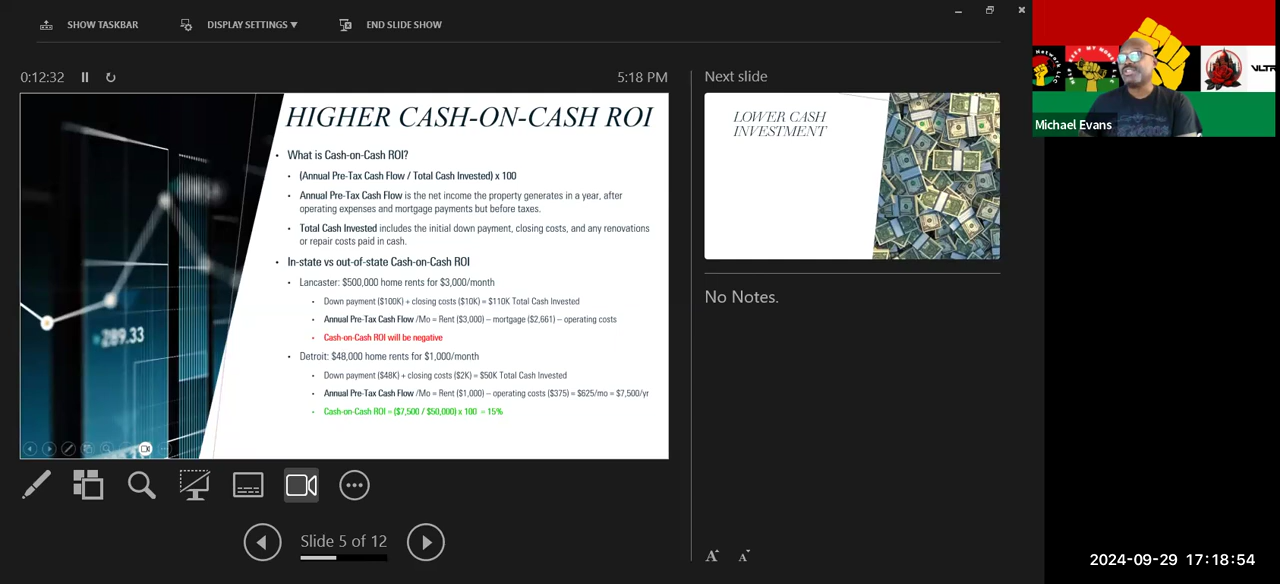 SHOW TASKBAR
DISPLAY SETTINGS ▼
END SLIDE SHOW
0:12:32
5:18 PM
HIGHER CASH-ON-CASH ROI
• What is Cash-on-Cash ROI?
• (Annual Pre-Tax Cash Flow / Total Cash Invested) x 100
• Annual Pre-Tax Cash Flow is the net income the property generates in a year, after
operating expenses and mortgage payments but before taxes.
• Total Cash Invested includes the initial down payment, closing costs, and any renovations
or repair costs paid in cash.
• In-state vs out-of-state Cash-on-Cash ROI
• Lancaster: $500,000 home rents for $3,000/month
• Down payment ($100K) + closing costs ($10K) = $110K Total Cash Invested
• Annual Pre-Tax Cash Flow /Mo = Rent ($3,000) – mortgage ($2,661) – operating costs
• Cash-on-Cash ROI will be negative
• Detroit: $48,000 home rents for $1,000/month
• Down payment ($48K) + closing costs ($2K) = $50K Total Cash Invested
• Annual Pre-Tax Cash Flow /Mo = Rent ($1,000) – operating costs ($375) = $625/mo = $7,500/yr
• Cash-on-Cash ROI = ($7,500 / $50,000) x 100 = 15%
289.33
Slide 5 of 12
Next slide
LOWER CASH
INVESTMENT
No Notes.
A A
Michael Evans
2024-09-29 17:18:54